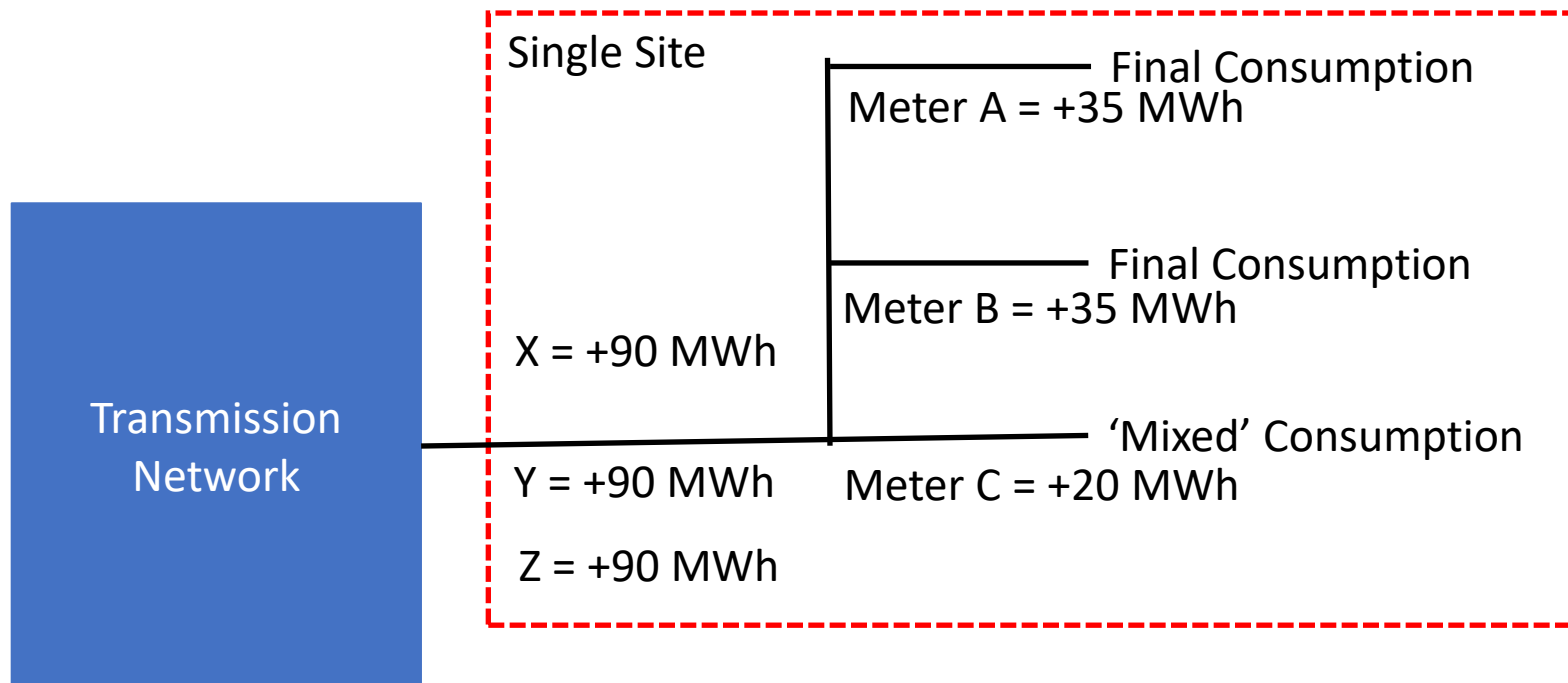 Single Site
Final Consumption
Meter A = +35 MWh
Final Consumption
Meter B = +35 MWh
X = +90 MWh
Transmission
Network
‘Mixed’ Consumption
Y = +90 MWh
Meter C = +20 MWh
Z = +90 MWh